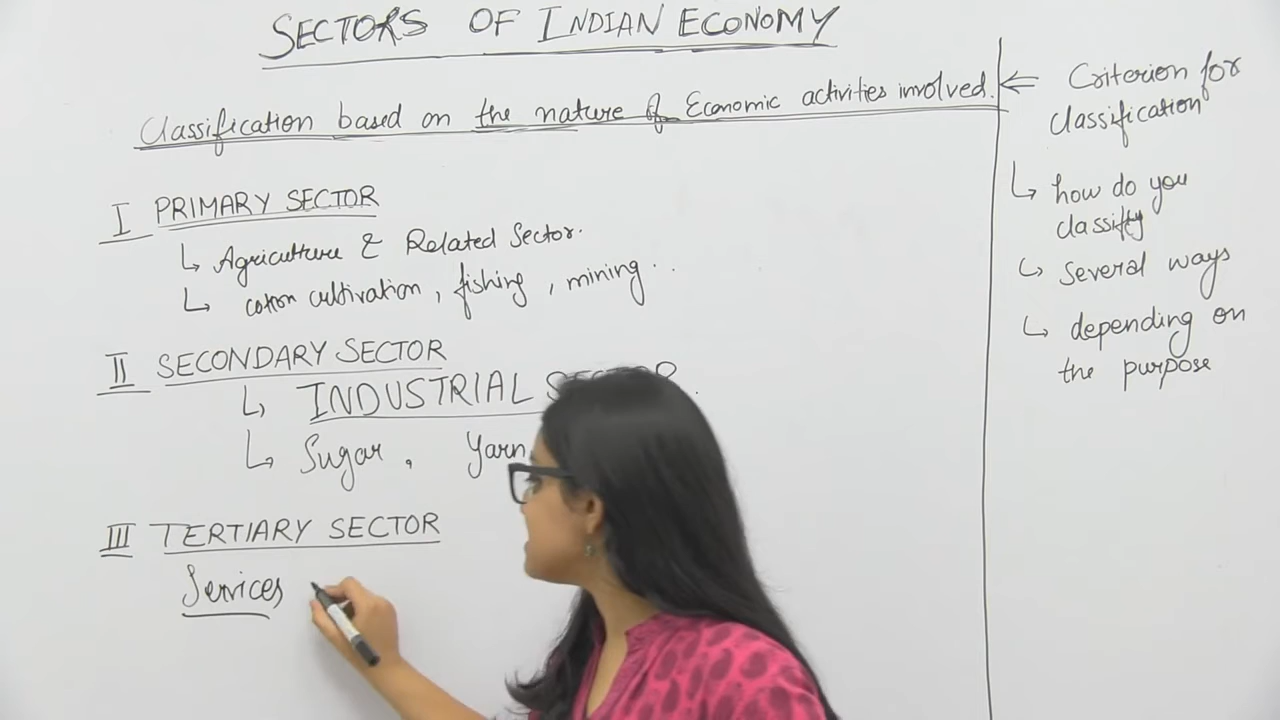 SECTORS OF INDIAN ECONOMY
Classification based on the nature of Economic activities involved.
I PRIMARY SECTOR
↳ Agriculture & Related Sector.
↳ cotton cultivation, fishing, mining..
II SECONDARY SECTOR
↳ INDUSTRIAL SECTOR.
↳ Sugar, Yarn
III TERTIARY SECTOR
Services
⇐ Criterion for
classification
↳ how do you
classify
↳ Several ways
↳ depending on
the purpose